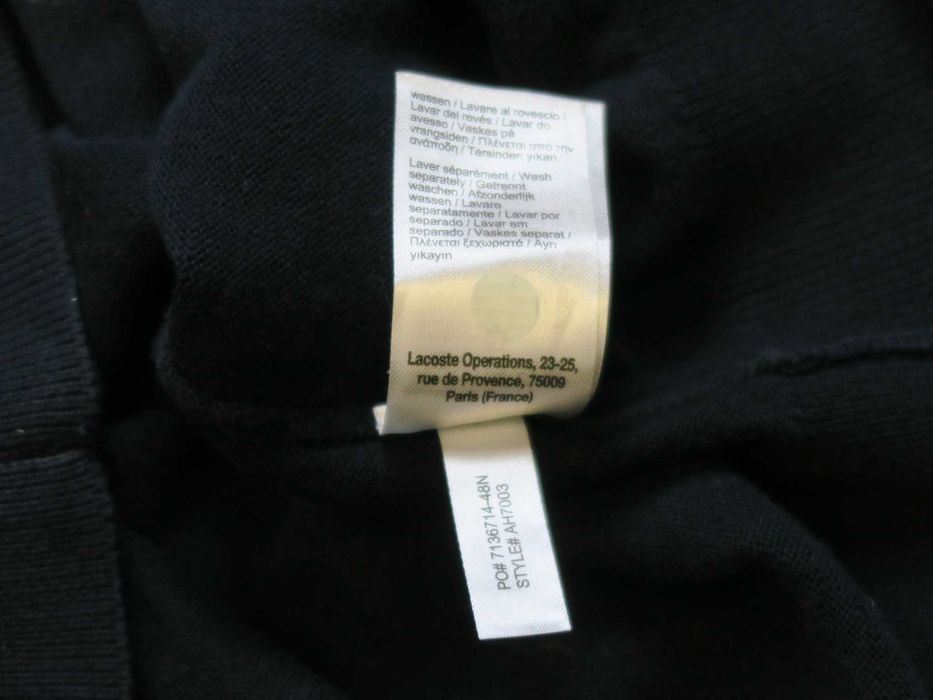 wassen / Lavare al rovescio /
Lavar del revés / Lavar do
avesso / Vaskes på
vrangsiden / Πλένεται από την
ανάποδη / Tersinden yıkan
Laver séparément / Wash
separately / Getrennt
waschen / Afzonderlijk
wassen / Lavare
separatamente / Lavar por
separado / Lavar em
separado / Vaskes separat /
Πλένεται ξεχωριστά / Ayrı
yıkayın
Lacoste Operations, 23-25,
rue de Provence, 75009
Paris (France)
PO# 7136714-48N
STYLE# AH7003